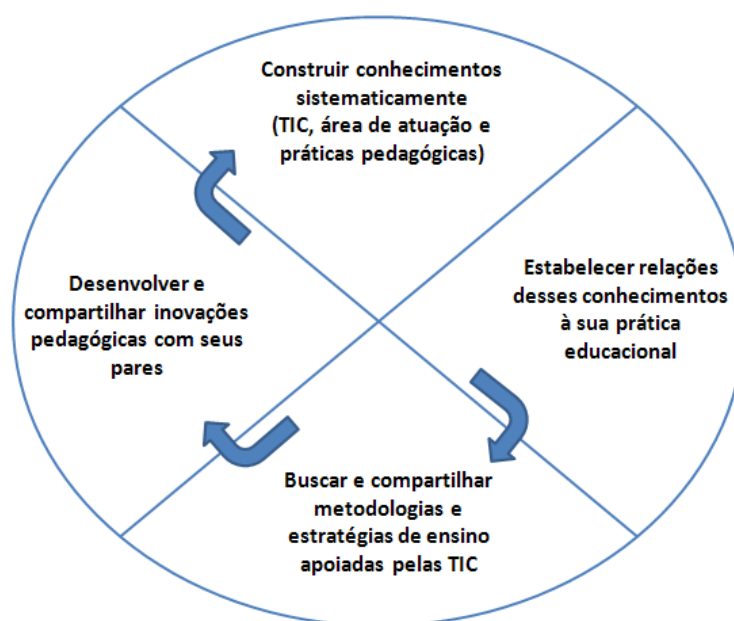 Construir conhecimentos
sistematicamente
(TIC, área de atuação e
práticas pedagógicas)
Estabelecer relações
desses conhecimentos
à sua prática
educacional
Buscar e compartilhar
metodologias e
estratégias de ensino
apoiadas pelas TIC
Desenvolver e
compartilhar inovações
pedagógicas com seus
pares